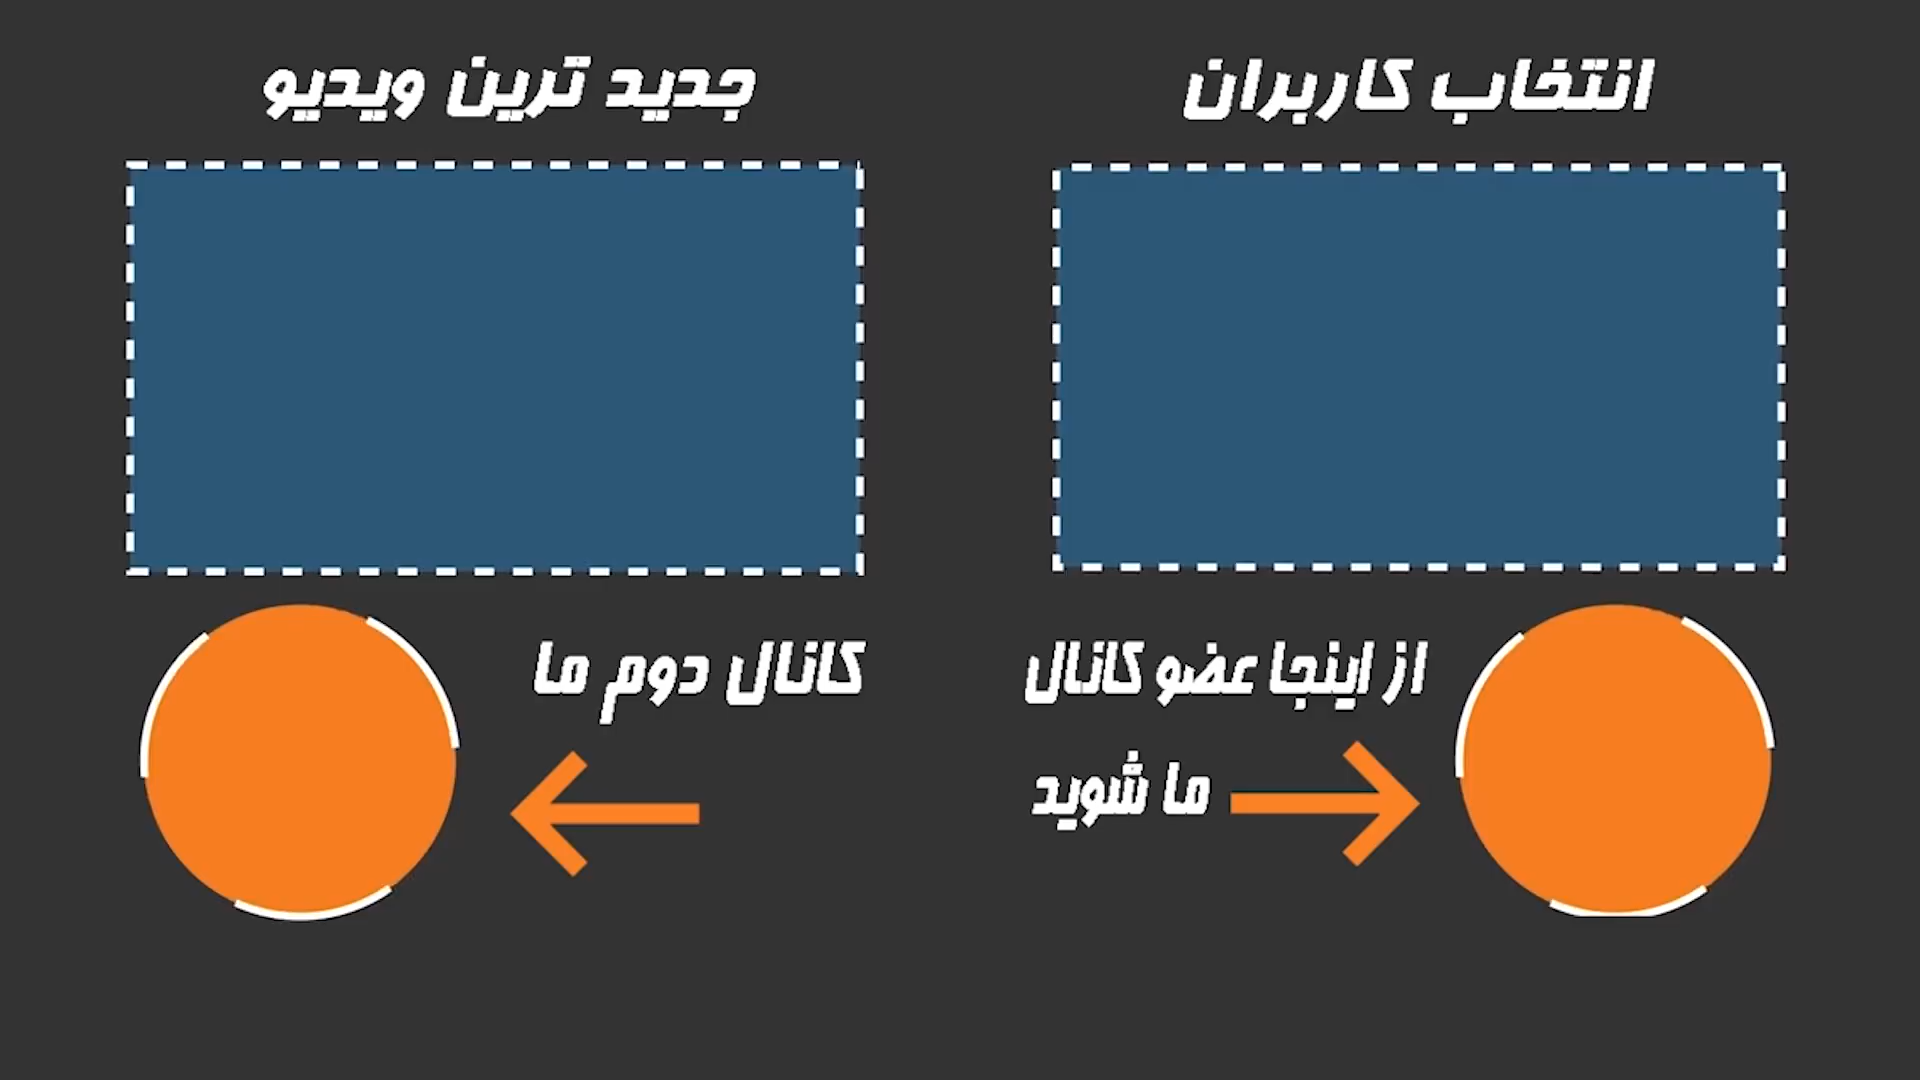 انتخاب کاربران
جدید ترین ویدیو
از اینجا عضو کانال
ما شوید
کانال دوم ما